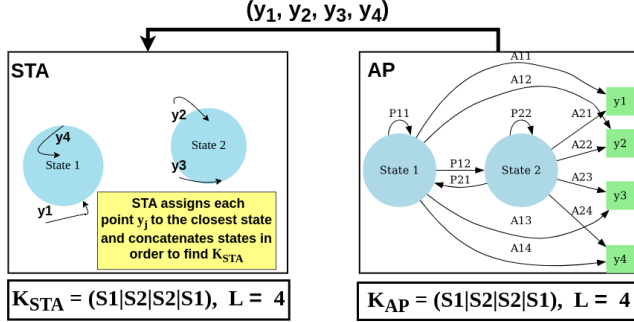 (y1, y2, y3, y4)
STA
y4
State 1
y1
y2
State 2
y3
STA assigns each
point yj to the closest state
and concatenates states in
order to find KSTA
KSTA = (S1|S2|S2|S1), L = 4
AP
A11
A12
P11
P22
A21
y1
State 1
P12
P21
State 2
A22
y2
A23
A13
A24
y3
A14
y4
KAP = (S1|S2|S2|S1), L = 4